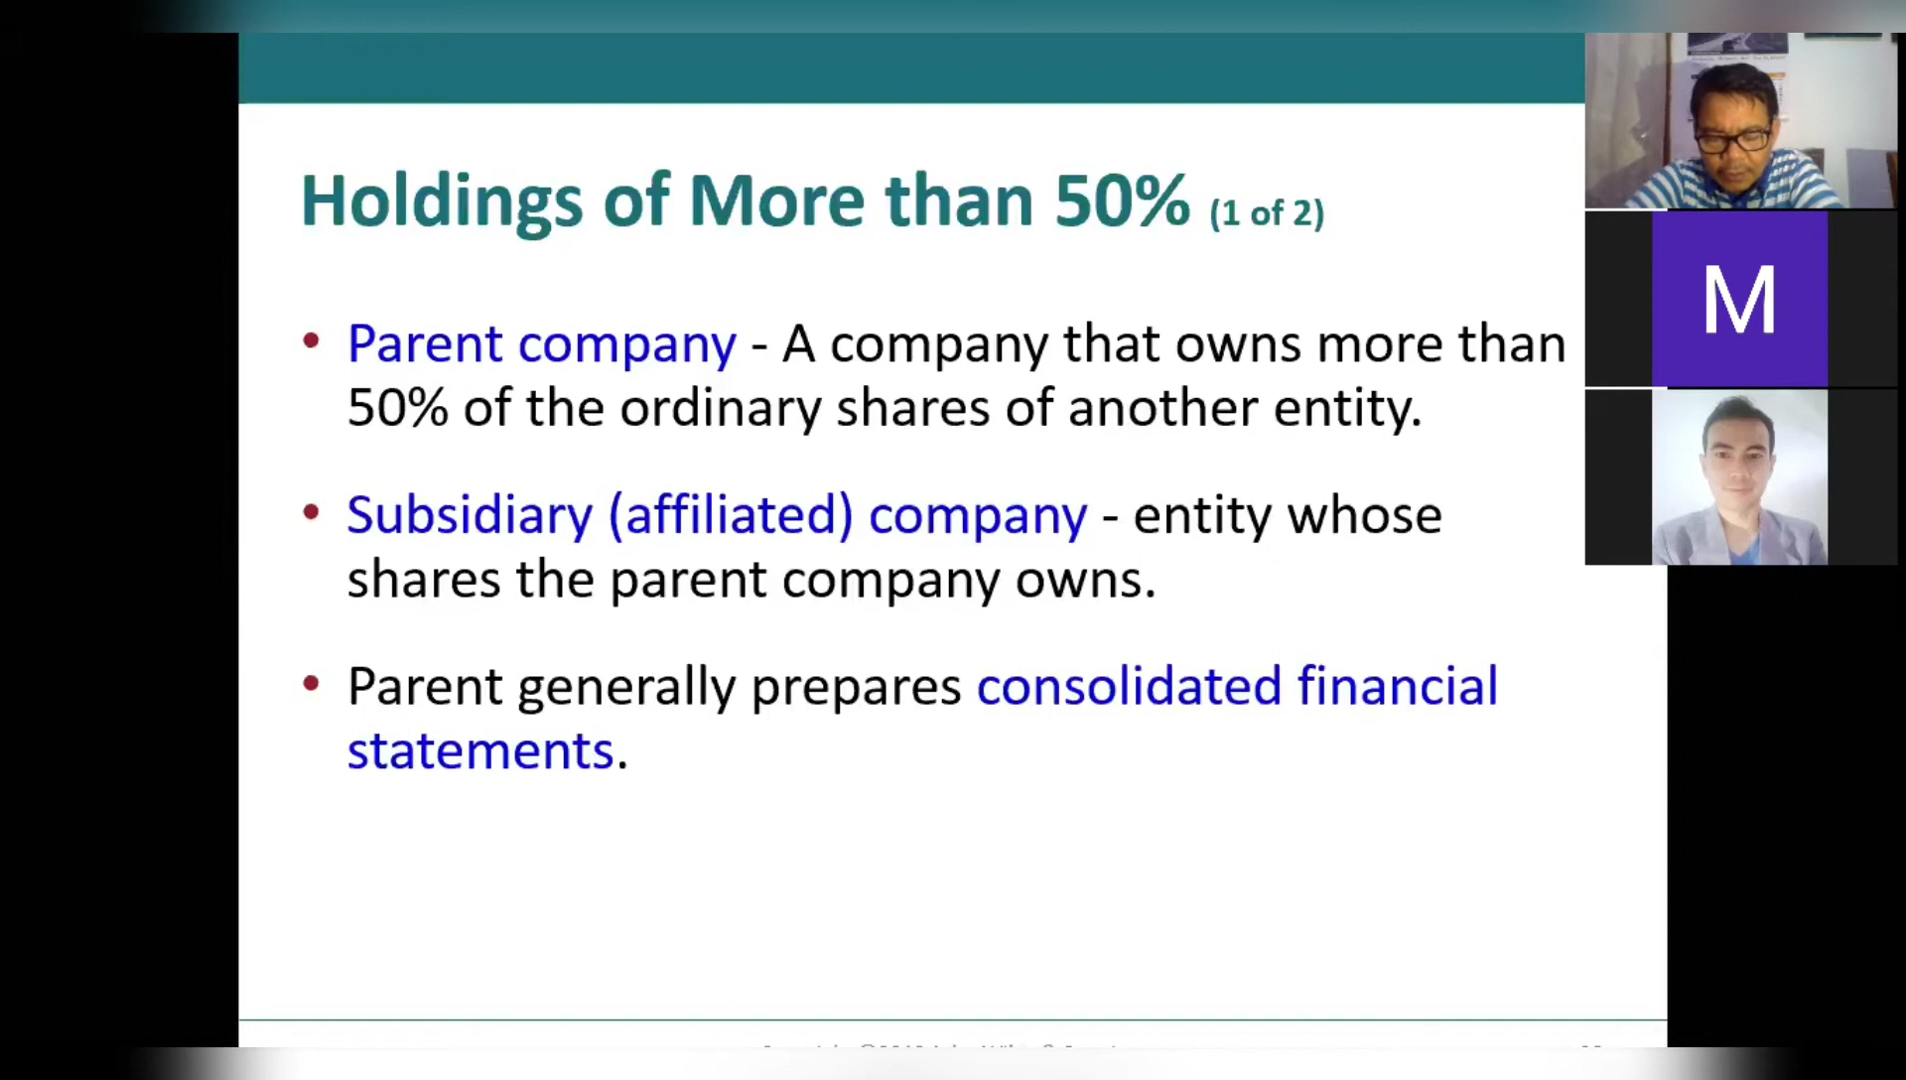 Holdings of More than 50% (1 of 2)
• Parent company - A company that owns more than
50% of the ordinary shares of another entity.
• Subsidiary (affiliated) company - entity whose
shares the parent company owns.
• Parent generally prepares consolidated financial
statements.
M